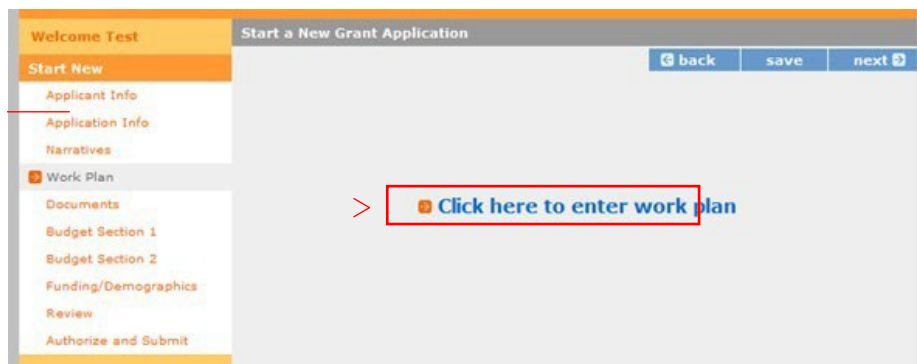 Welcome Test
Start a New Grant Application
back
save
next
Start New
Applicant Info
Application Info
Narratives
Work Plan
Documents
Budget Section 1
Budget Section 2
Funding/Demographics
Review
Authorize and Submit
> Click here to enter work plan